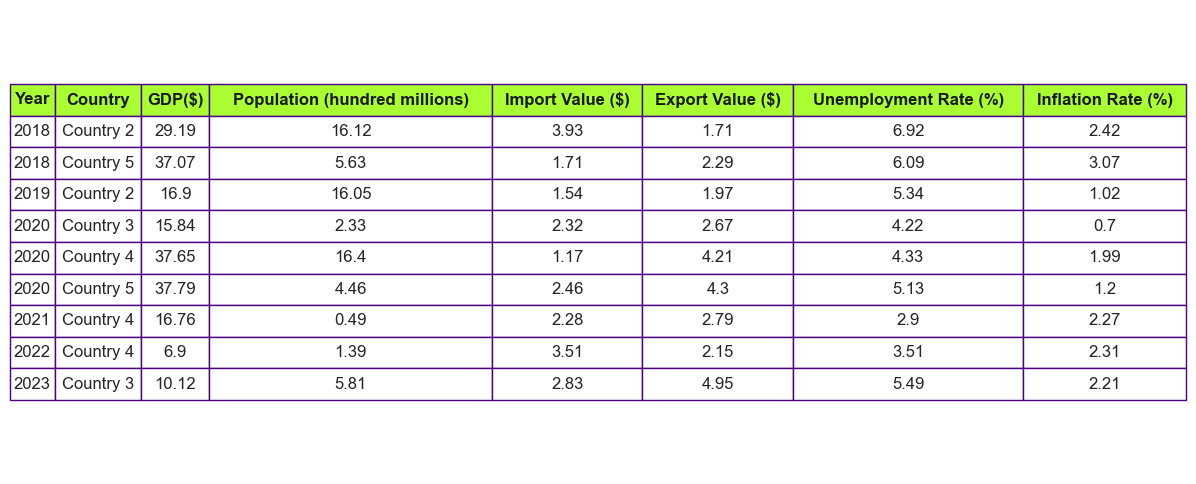 Year Country GDP($) Population (hundred millions) Import Value ($) Export Value ($) Unemployment Rate (%) Inflation Rate (%)
2018 Country 2 29.19 16.12 3.93 1.71 6.92 2.42
2018 Country 5 37.07 5.63 1.71 2.29 6.09 3.07
2019 Country 2 16.9 16.05 1.54 1.97 5.34 1.02
2020 Country 3 15.84 2.33 2.32 2.67 4.22 0.7
2020 Country 4 37.65 16.4 1.17 4.21 4.33 1.99
2020 Country 5 37.79 4.46 2.46 4.3 5.13 1.2
2021 Country 4 16.76 0.49 2.28 2.79 2.9 2.27
2022 Country 4 6.9 1.39 3.51 2.15 3.51 2.31
2023 Country 3 10.12 5.81 2.83 4.95 5.49 2.21